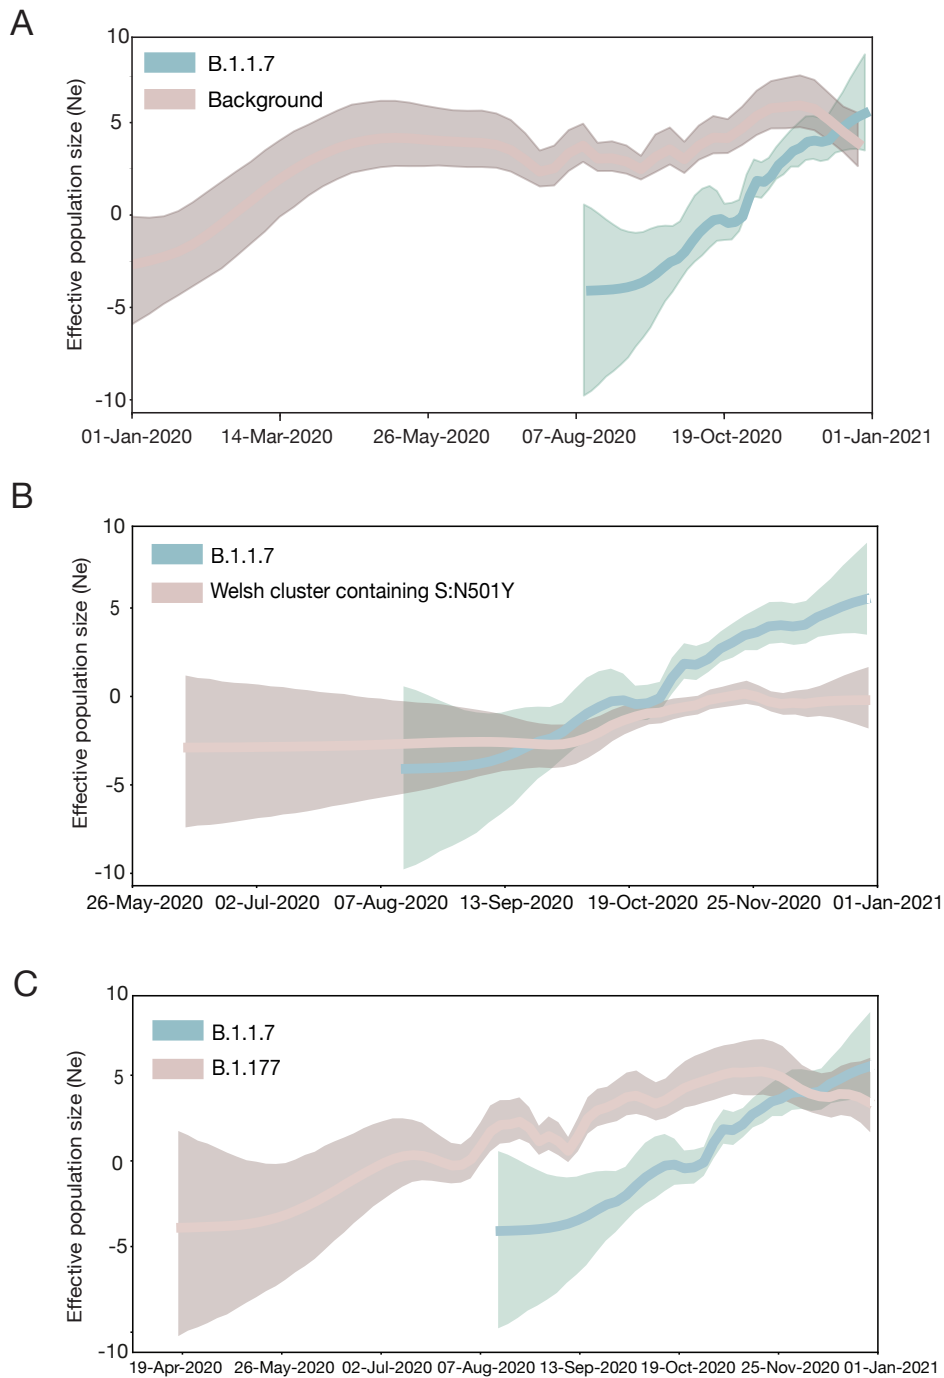 A
10
5
0
-5
-10
Effective population size (Ne)
B.1.1.7
Background
01-Jan-2020 14-Mar-2020 26-May-2020 07-Aug-2020 19-Oct-2020 01-Jan-2021
B
10
5
0
-5
-10
Effective population size (Ne)
B.1.1.7
Welsh cluster containing S:N501Y
26-May-2020 02-Jul-2020 07-Aug-2020 13-Sep-2020 19-Oct-2020 25-Nov-2020 01-Jan-2021
C
10
5
0
-5
-10
Effective population size (Ne)
B.1.1.7
B.1.177
19-Apr-2020 26-May-2020 02-Jul-2020 07-Aug-2020 13-Sep-2020 19-Oct-2020 25-Nov-2020 01-Jan-2021